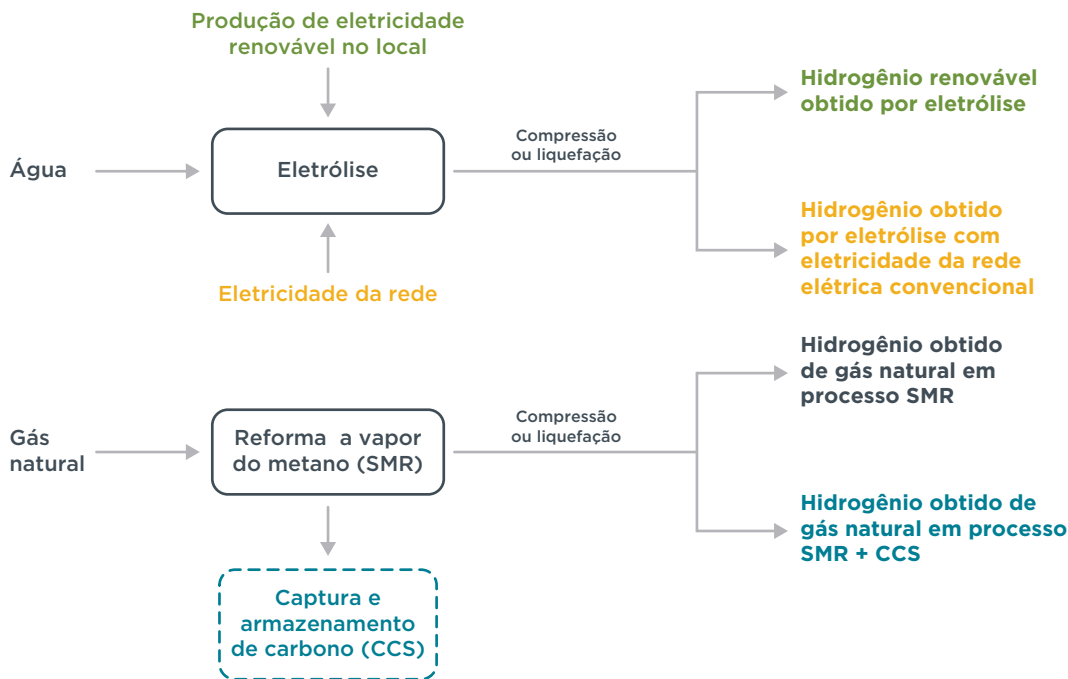 Produção de eletricidade
renovável no local
Água
Eletrólise
Compressão
ou liquefação
Hidrogênio renovável
obtido por eletrólise
Hidrogênio obtido
por eletrólise com
eletricidade da rede
elétrica convencional
Eletricidade da rede
Gás
natural
Reforma a vapor
do metano (SMR)
Compressão
ou liquefação
Hidrogênio obtido
de gás natural em
processo SMR
Hidrogênio obtido de
gás natural em processo
SMR + CCS
Captura e
armazenamento
de carbono (CCS)